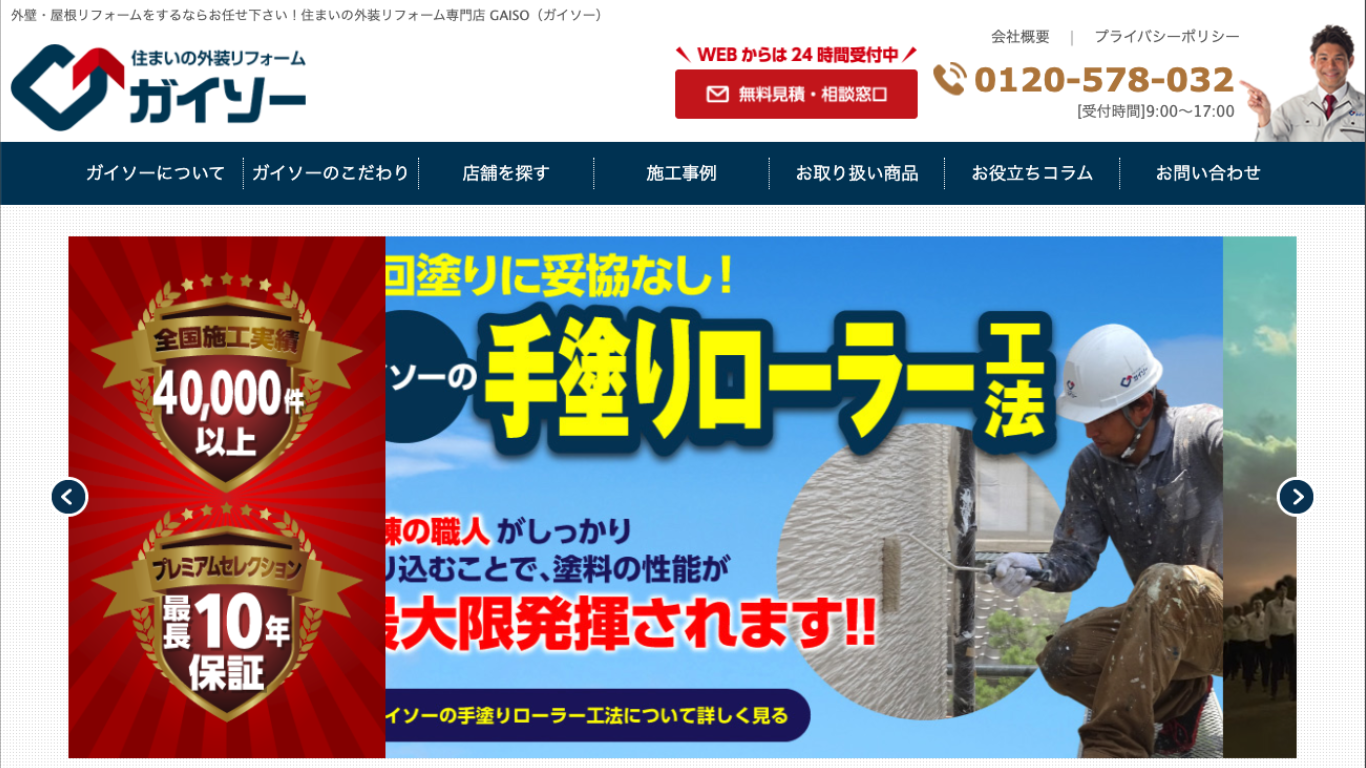 外壁・屋根リフォームをするならお任せ下さい！住まいの外装リフォーム専門店 GAISO（ガイソー）
会社概要 ｜ プライバシーポリシー
住まいの外装リフォーム
ガイソー
WEBからは24時間受付中
無料見積・相談窓口
0120-578-032
[受付時間]9:00〜17:00
ガイソーについて
ガイソーのこだわり
店舗を探す
施工事例
お取り扱い商品
お役立ちコラム
お問い合わせ
全国施工実績
40,000件
以上
プレミアムセレクション
最長10年
保証
回塗りに妥協なし！
イソーの手塗りローラー工法
練の職人がしっかり
り込むことで、塗料の性能が
最大限発揮されます!!
イソーの手塗りローラー工法について詳しく見る